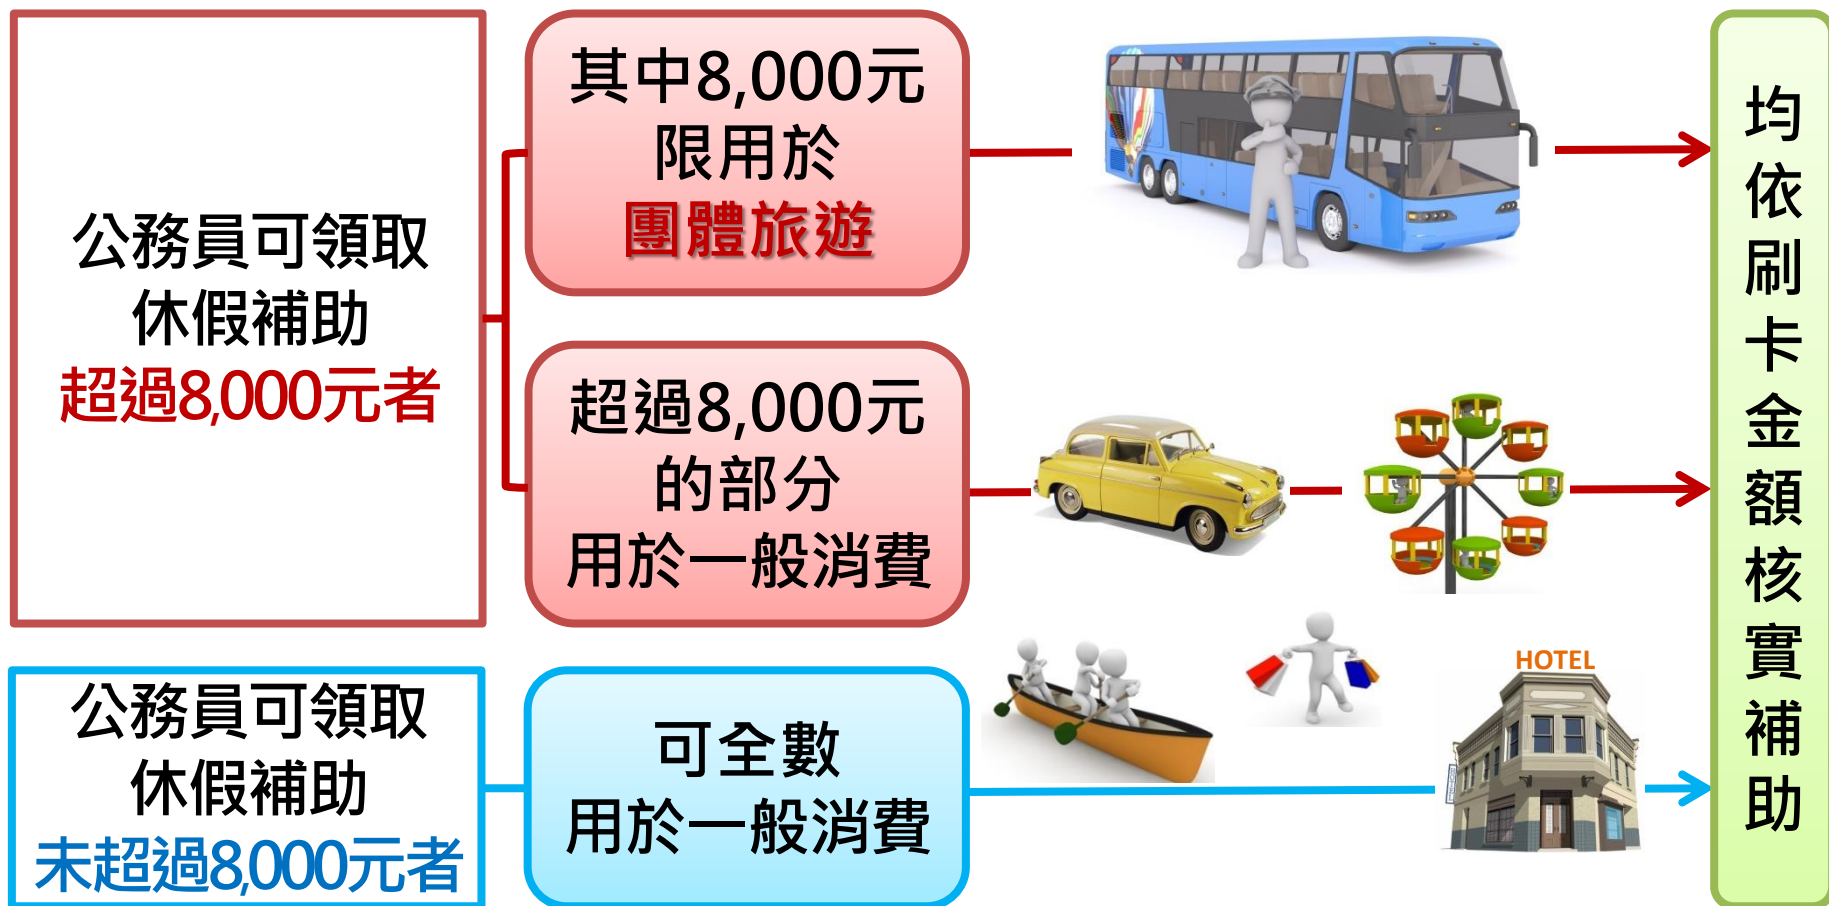 公務員可領取
休假補助
超過8,000元者
其中8,000元
限用於
團體旅遊
超過8,000元
的部分
用於一般消費
公務員可領取
休假補助
未超過8,000元者
可全數
用於一般消費
HOTEL
均依刷卡金額核實補助